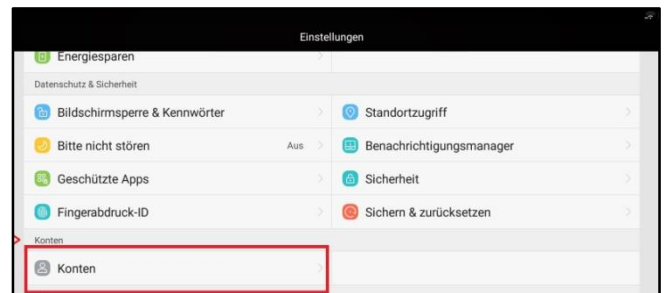 Einstellungen
Energiesparen
Datenschutz & Sicherheit
Bildschirmsperre & Kennwörter
Standortzugriff
Bitte nicht stören Aus
Benachrichtigungsmanager
Geschützte Apps
Sicherheit
Fingerabdruck-ID
Sichern & zurücksetzen
Konten
Konten